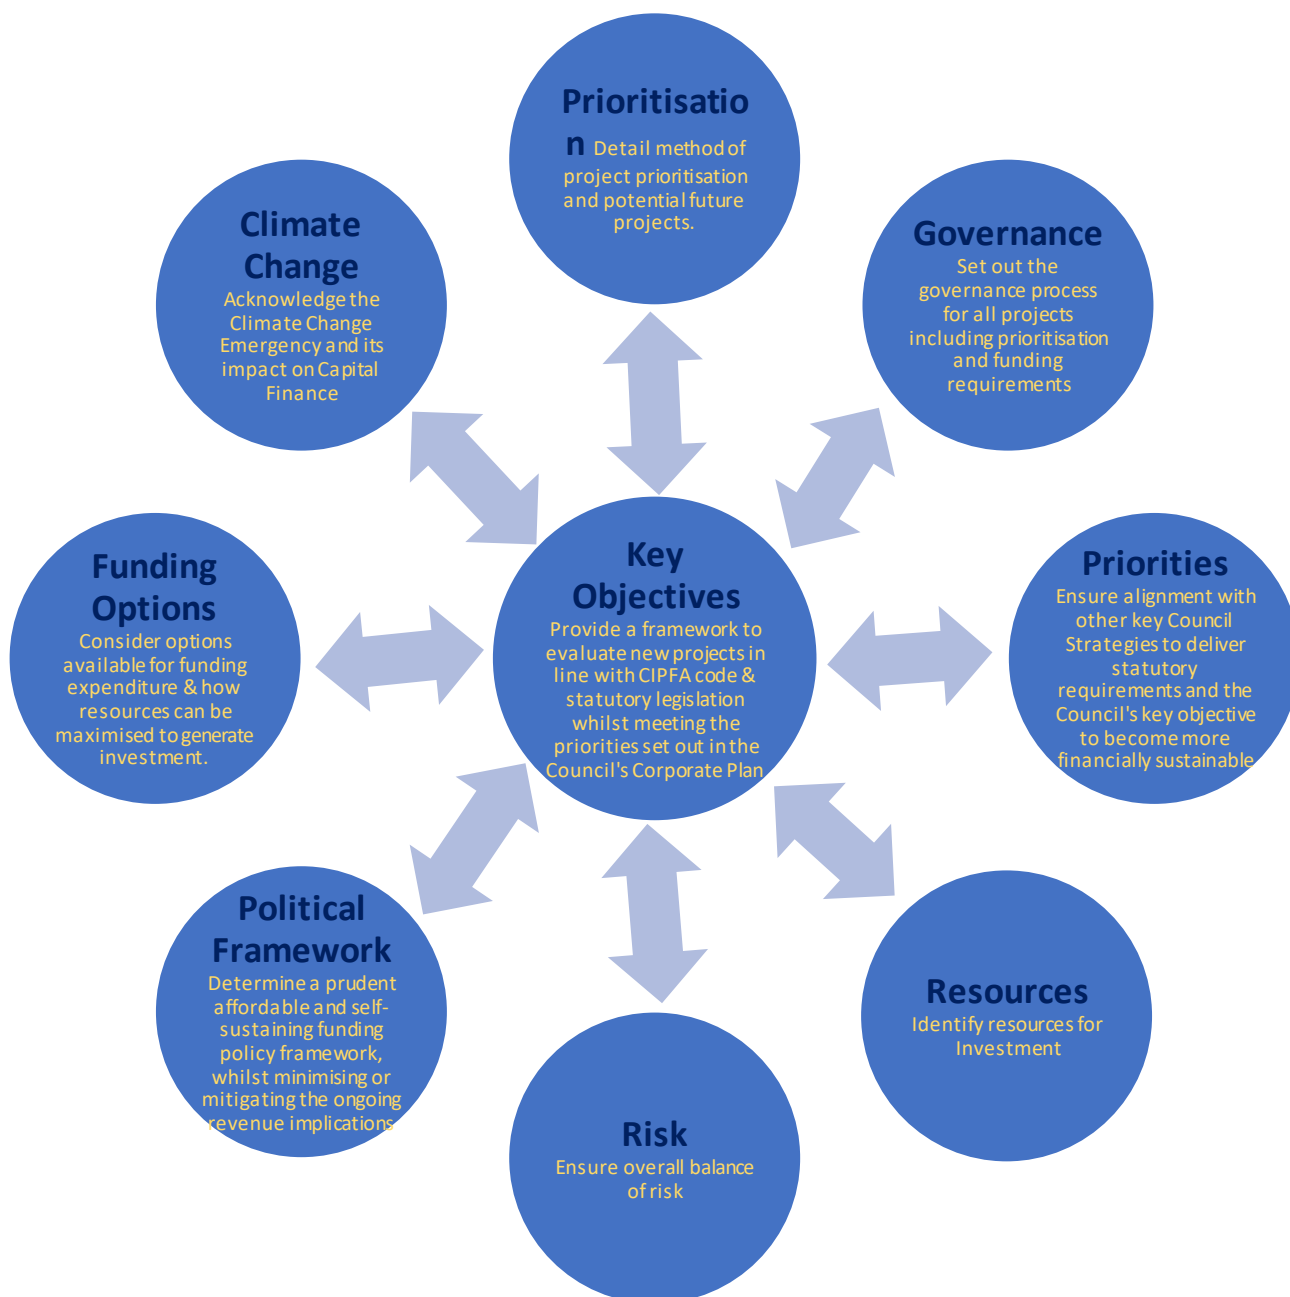 Prioritisatio
n Detail method of
project prioritisation
and potential future
projects.
Governance
Set out the
governance process
for all projects
including prioritisation
and funding
requirements
Priorities
Ensure alignment with
other key Council
Strategies to deliver
statutory
requirements and the
Council's key objective
to become more
financially sustainable
Resources
Identify resources for
Investment
Risk
Ensure overall balance
of risk
Political
Framework
Determine a prudent
affordable and self-
sustaining funding
policy framework,
whilst minimising or
mitigating the ongoing
revenue implications
Funding
Options
Consider options
available for funding
expenditure & how
resources can be
maximised to generate
investment.
Climate
Change
Acknowledge the
Climate Change
Emergency and its
impact on Capital
Finance
Key
Objectives
Provide a framework to
evaluate new projects in
line with CIPFA code &
statutory legislation
whilst meeting the
priorities set out in the
Council's Corporate Plan